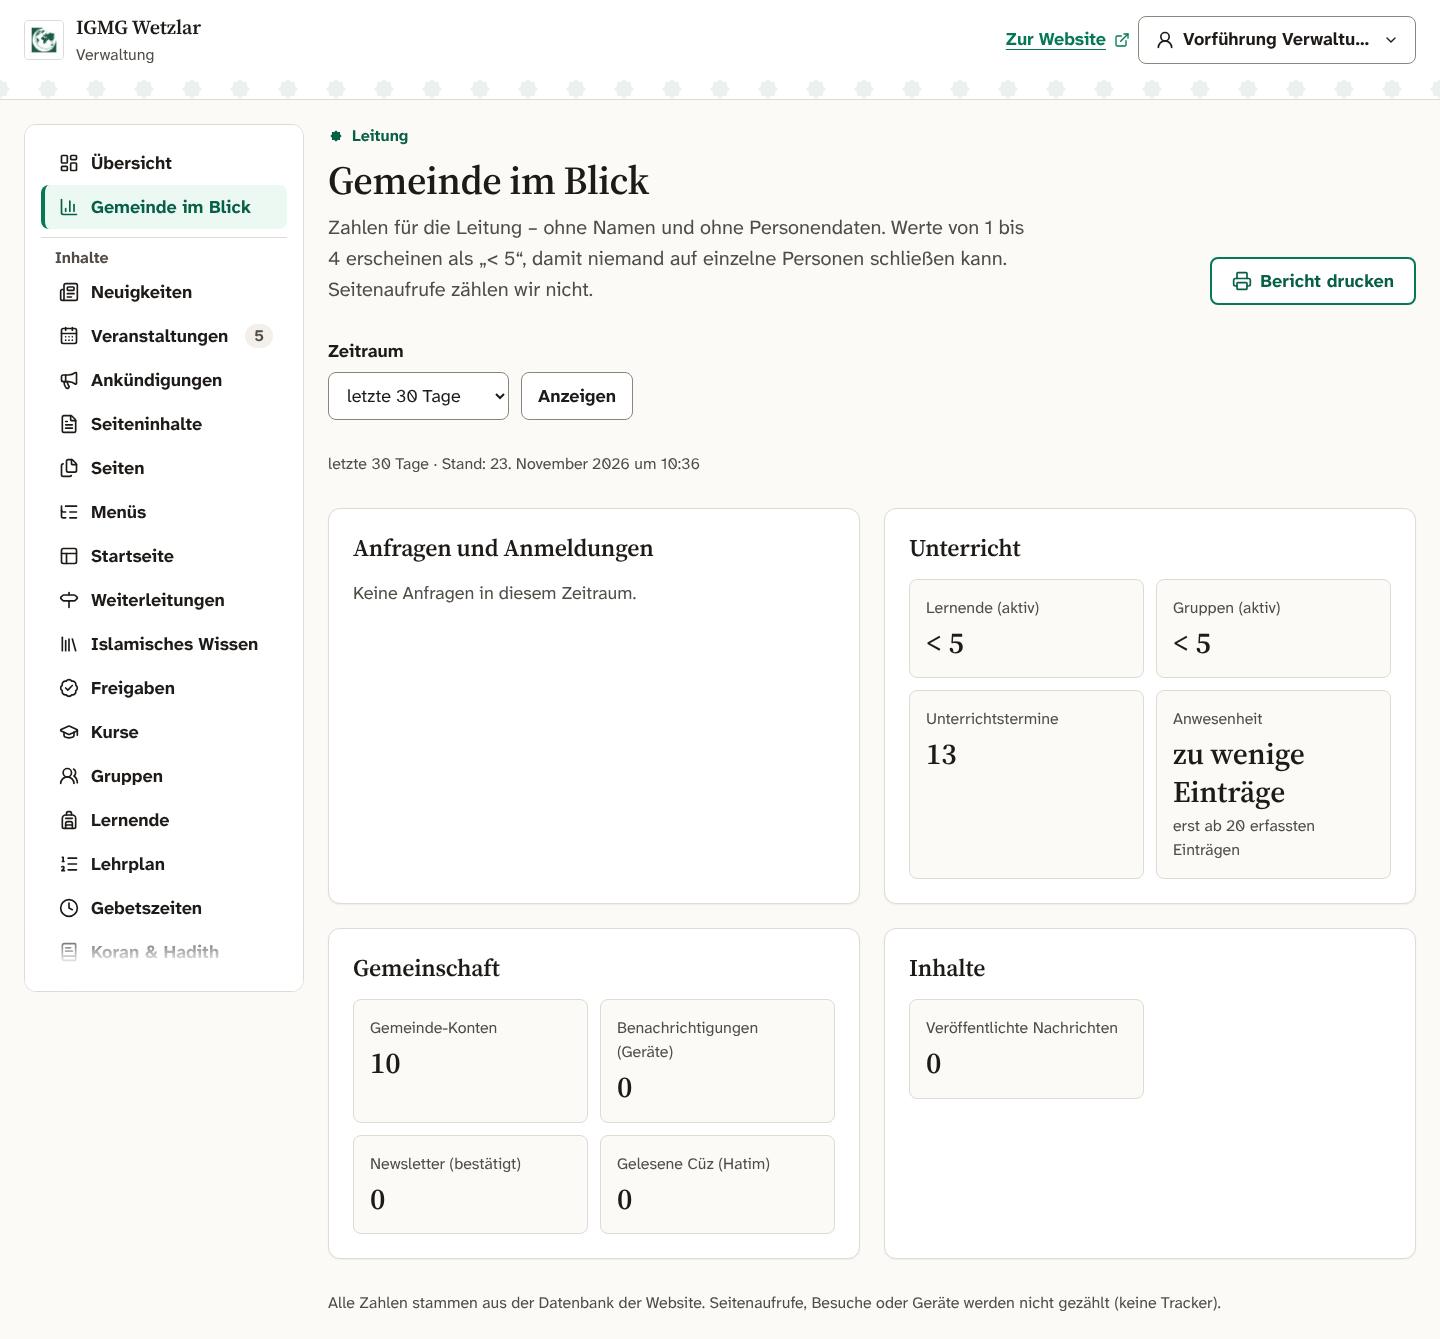 IGMG Wetzlar
Verwaltung
Zur Website
Vorführung Verwaltu...
Übersicht
Gemeinde im Blick
Inhalte
Neuigkeiten
Veranstaltungen 5
Ankündigungen
Seiteninhalte
Seiten
Menüs
Startseite
Weiterleitungen
Islamisches Wissen
Freigaben
Kurse
Gruppen
Lernende
Lehrplan
Gebetszeiten
Koran & Hadith
Leitung
Gemeinde im Blick
Zahlen für die Leitung – ohne Namen und ohne Personendaten. Werte von 1 bis
4 erscheinen als „< 5“, damit niemand auf einzelne Personen schließen kann.
Seitenaufrufe zählen wir nicht.
Bericht drucken
Zeitraum
letzte 30 Tage
Anzeigen
letzte 30 Tage · Stand: 23. November 2026 um 10:36
Anfragen und Anmeldungen
Keine Anfragen in diesem Zeitraum.
Unterricht
Lernende (aktiv)
< 5
Gruppen (aktiv)
< 5
Unterrichtstermine
13
Anwesenheit
zu wenige
Einträge
erst ab 20 erfassten
Einträgen
Gemeinschaft
Gemeinde-Konten
10
Benachrichtigungen
(Geräte)
0
Newsletter (bestätigt)
0
Gelesene Cüz (Hatim)
0
Inhalte
Veröffentlichte Nachrichten
0
Alle Zahlen stammen aus der Datenbank der Website. Seitenaufrufe, Besuche oder Geräte werden nicht gezählt (keine Tracker).